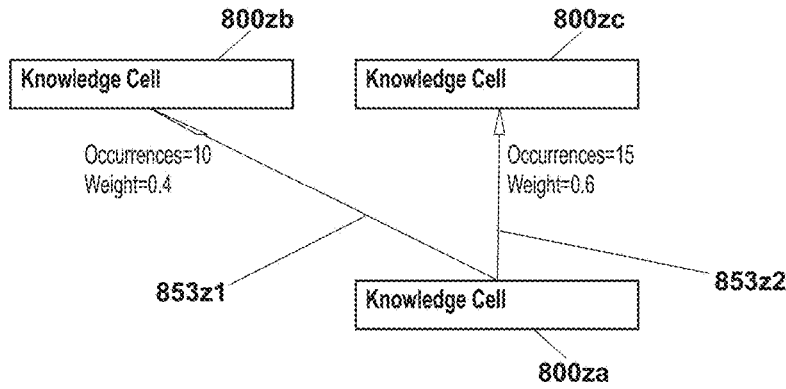 800zb
800zc
Knowledge Cell
Knowledge Cell
Occurrences=10
Weight=0.4
Occurrences=15
Weight=0.6
853z1
853z2
Knowledge Cell
800za